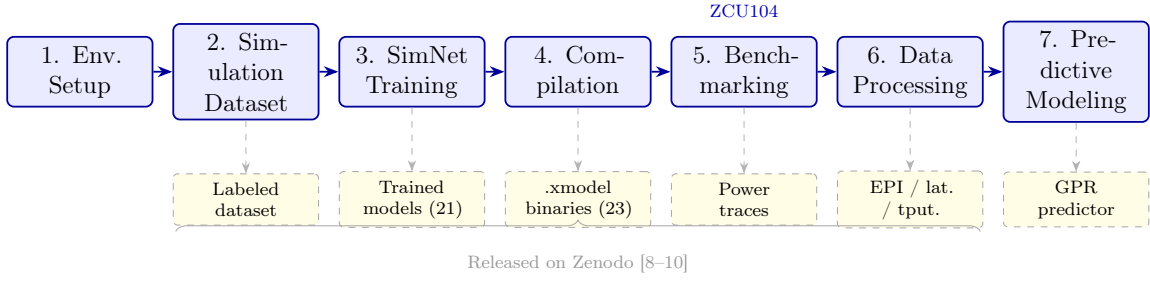 ZCU104
1. Env.
Setup
2. Sim-
ulation
Dataset
3. SimNet
Training
4. Com-
pilation
5. Bench-
marking
6. Data
Processing
7. Pre-
dictive
Modeling
Labeled
dataset
Trained
models (21)
.xmodel
binaries (23)
Power
traces
EPI / lat.
/ tput.
GPR
predictor
Released on Zenodo [8–10]